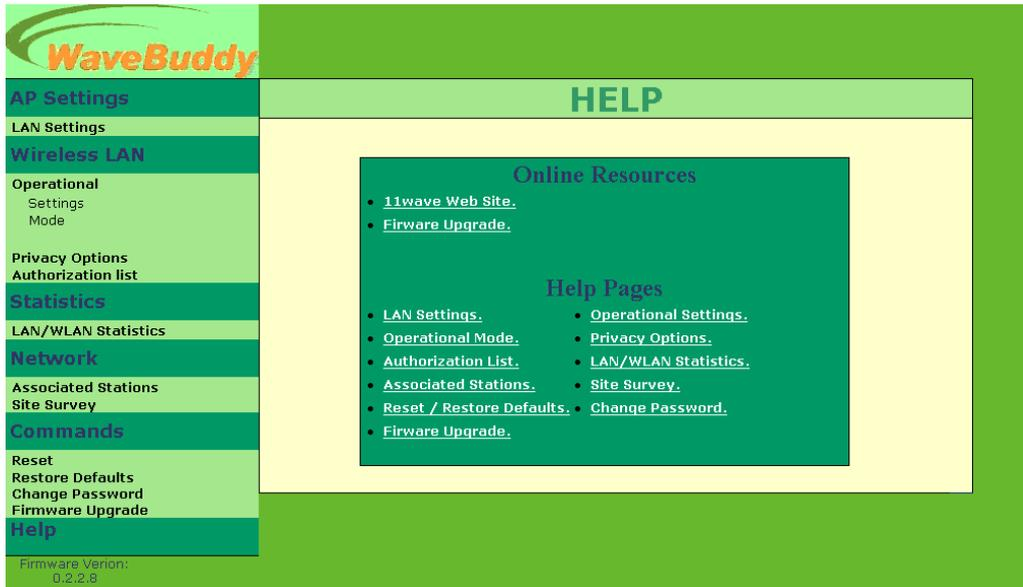 WaveBuddy
AP Settings
LAN Settings
Wireless LAN
Operational
Settings
Mode
Privacy Options
Authorization list
Statistics
LAN/WLAN Statistics
Network
Associated Stations
Site Survey
Commands
Reset
Restore Defaults
Change Password
Firmware Upgrade
Help
Firmware Verion:
0.2.2.8
HELP
Online Resources
11wave Web Site.
Firware Upgrade.
Help Pages
LAN Settings. Operational Settings.
Operational Mode. Privacy Options.
Authorization List. LAN/WLAN Statistics.
Associated Stations. Site Survey.
Reset / Restore Defaults. Change Password.
Firware Upgrade.